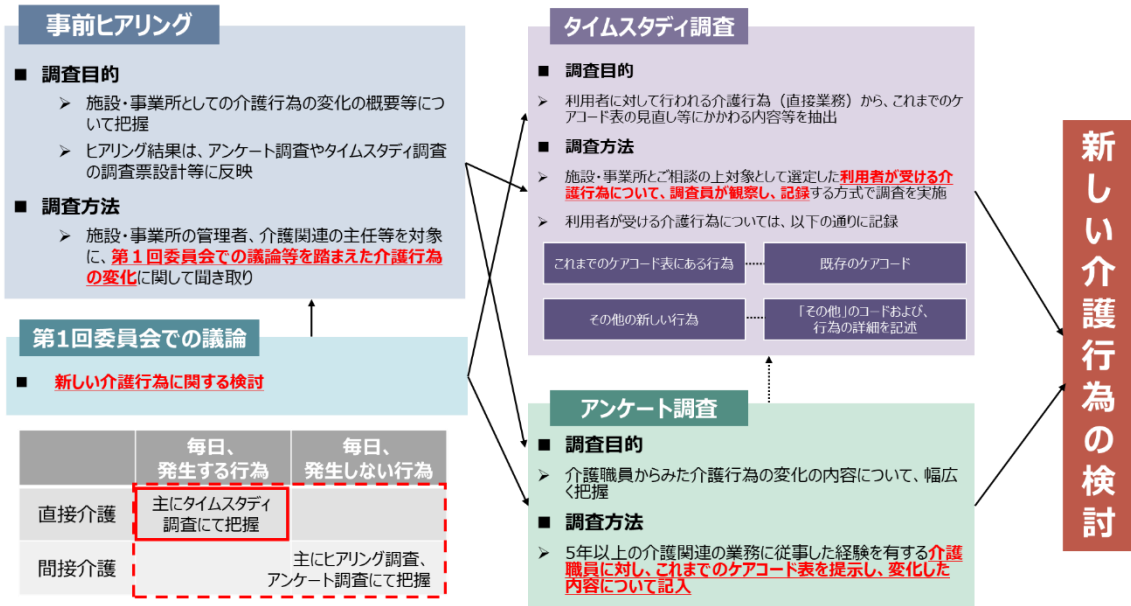 事前ヒアリング
■ 調査目的
➢ 施設・事業所としての介護行為の変化の概要等につ
いて把握
➢ ヒアリング結果は、アンケート調査やタイムスタディ調査
の調査票設計等に反映
■ 調査方法
➢ 施設・事業所の管理者、介護関連の主任等を対象
に、第1回委員会での議論等を踏まえた介護行為
の変化に関して聞き取り
第1回委員会での議論
■ 新しい介護行為に関する検討
毎日、
発生する行為
毎日、
発生しない行為
直接介護
主にタイムスタディ
調査にて把握
間接介護
主にヒアリング調査、
アンケート調査にて把握
タイムスタディ調査
■ 調査目的
➢ 利用者に対して行われる介護行為（直接業務）から、これまでのケ
アコード表の見直し等にかかわる内容等を抽出
■ 調査方法
➢ 施設・事業所とご相談の上対象として選定した利用者が受ける介
護行為について、調査員が観察し、記録する方式で調査を実施
➢ 利用者が受ける介護行為については、以下の通りに記録
これまでのケアコード表にある行為
既存のケアコード
その他の新しい行為
「その他」のコードおよび、
行為の詳細を記述
アンケート調査
■ 調査目的
➢ 介護職員からみた介護行為の変化の内容について、幅広
く把握
■ 調査方法
➢ 5年以上の介護関連の業務に従事した経験を有する介護
職員に対し、これまでのケアコード表を提示し、変化した
内容について記入
新しい介護行為の検討